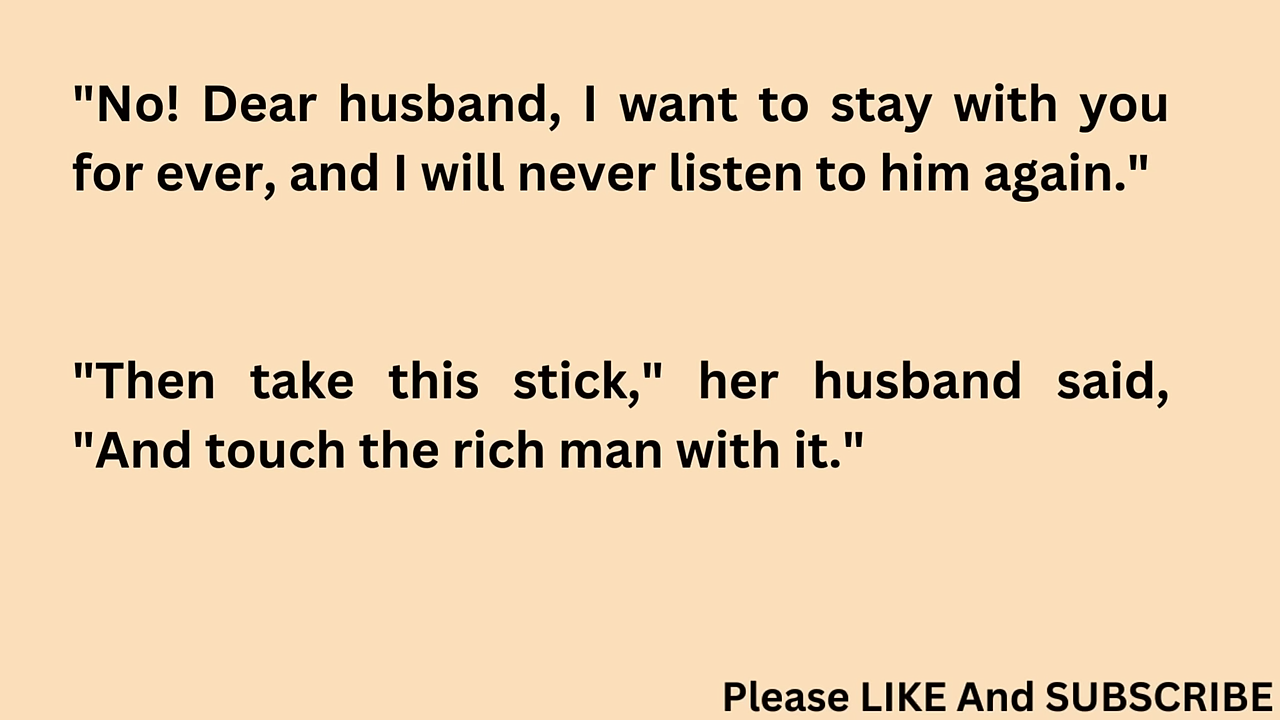 "No! Dear husband, I want to stay with you
for ever, and I will never listen to him again."
"Then take this stick," her husband said,
"And touch the rich man with it."
Please LIKE And SUBSCRIBE